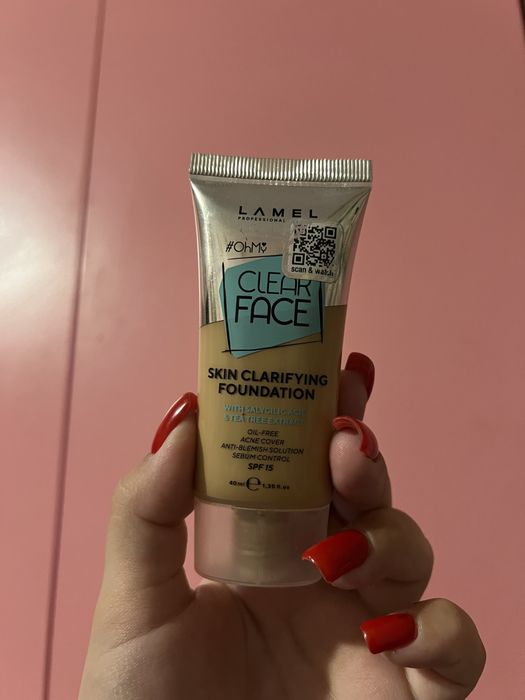 LAMEL
PROFESSIONAL
#OhMy
scan & watch
CLEAR
FACE
SKIN CLARIFYING
FOUNDATION
WITH SALYCILIC ACID
& TEA TREE EXTRACT
OIL-FREE
ACNE COVER
ANTI-BLEMISH SOLUTION
SEBUM CONTROL
SPF 15
40ml ℮ 1,35 fl.oz